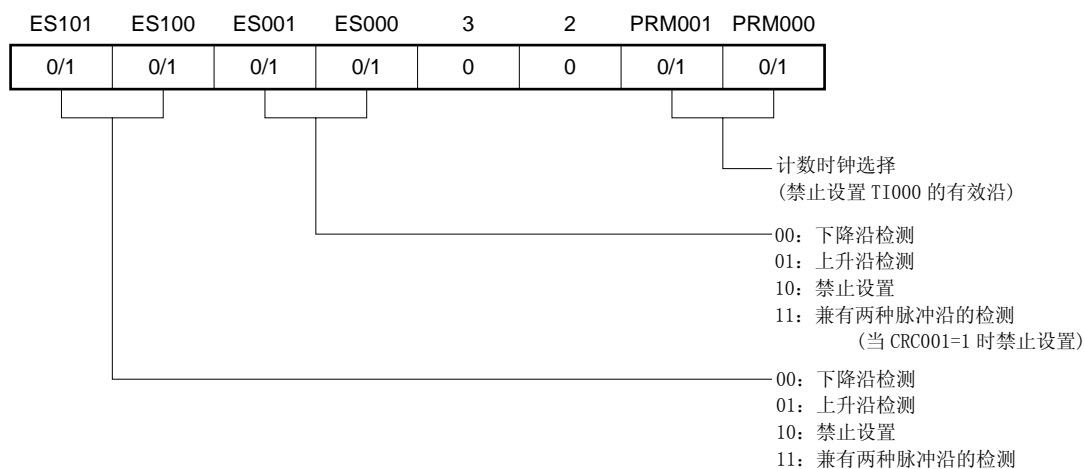 ES101 ES100 ES001 ES000 3 2 PRM001 PRM000
0/1 0/1 0/1 0/1 0 0 0/1 0/1
计数时钟选择
(禁止设置 TI000 的有效沿)
00：下降沿检测
01：上升沿检测
10：禁止设置
11：兼有两种脉冲沿的检测
(当 CRC001=1 时禁止设置)
00：下降沿检测
01：上升沿检测
10：禁止设置
11：兼有两种脉冲沿的检测